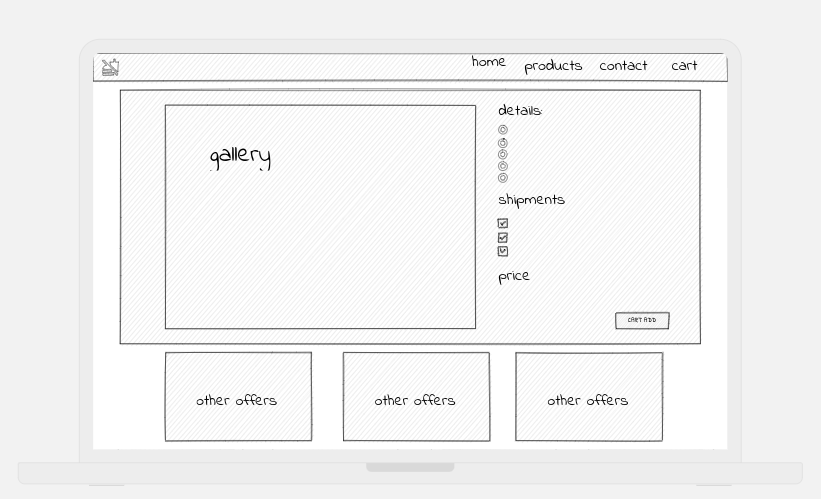 home products contact cart
gallery
details:
shipments
price
CART ADD
other offers
other offers
other offers